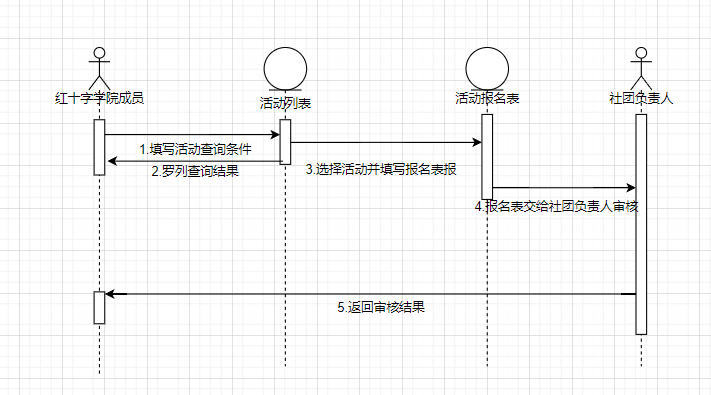 红十字学院成员
活动列表
活动报名表
社团负责人
1.填写活动查询条件
2.罗列查询结果
3.选择活动并填写报名表报
4.报名表交给社团负责人审核
5.返回审核结果